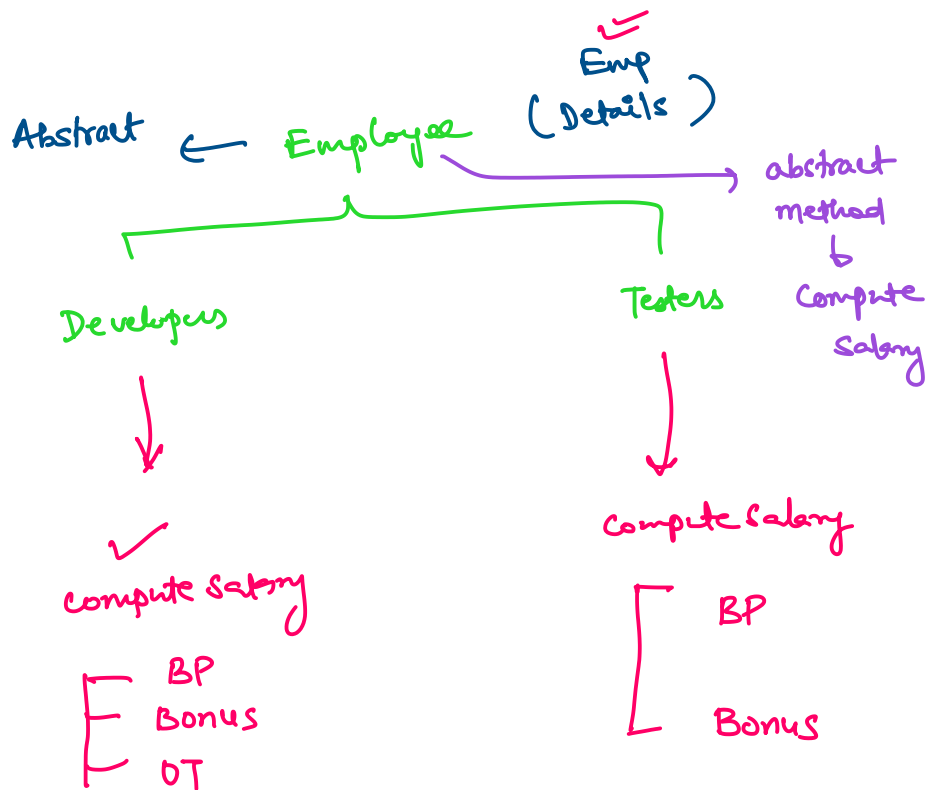 Emp
(Details)
Abstract
Employee
abstract
method
Compute
Salary
Developers
Testers
Compute Salary
BP
Bonus
OT
Compute Salary
BP
Bonus